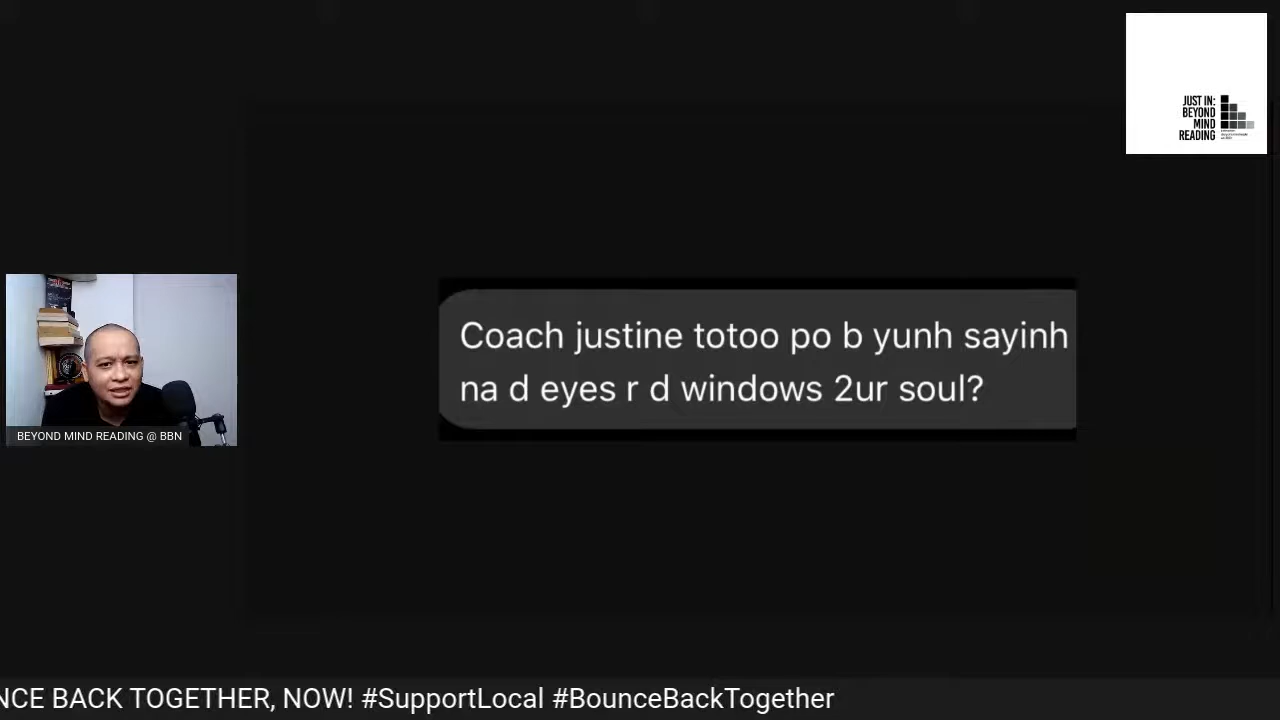 JUST IN:
BEYOND
MIND
READING
Coach justine totoo po b yunh sayinh
na d eyes r d windows 2ur soul?
BEYOND MIND READING @ BBN
NCE BACK TOGETHER, NOW! #SupportLocal #BounceBackTogether